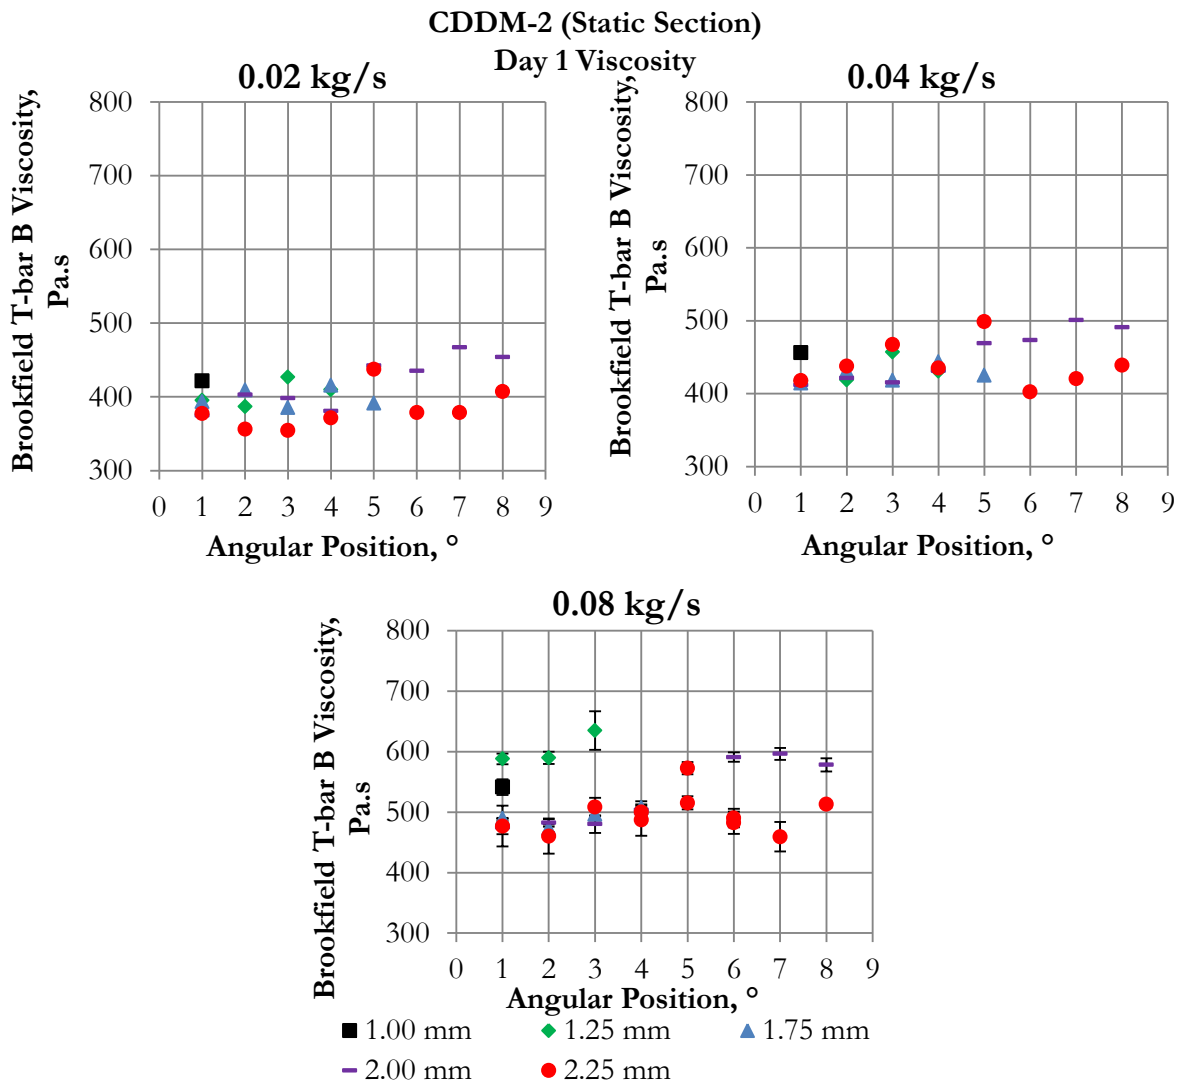 CDDM-2 (Static Section)
Day 1 Viscosity
0.02 kg/s
Brookfield T-bar B Viscosity,
Pa.s
800
700
600
500
400
300
0 1 2 3 4 5 6 7 8 9
Angular Position, °
0.04 kg/s
Brookfield T-bar B Viscosity,
Pa.s
800
700
600
500
400
300
0 1 2 3 4 5 6 7 8 9
Angular Position, °
0.08 kg/s
Brookfield T-bar B Viscosity,
Pa.s
800
700
600
500
400
300
0 1 2 3 4 5 6 7 8 9
Angular Position, °
1.00 mm 1.25 mm 1.75 mm
2.00 mm 2.25 mm